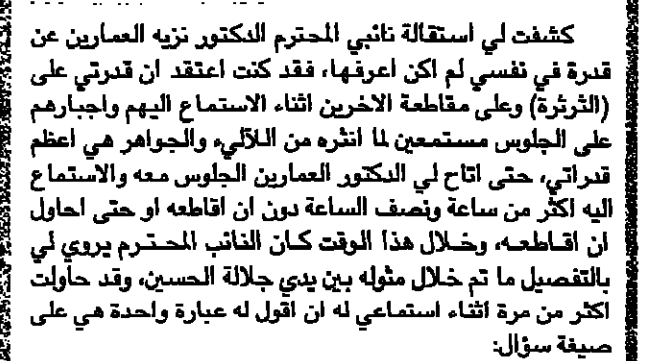 كشفت لي استقالة نائبي المحترم الدكتور نزيه العمارين عن
قدرة في نفسي لم اكن اعرفها، فقد كنت اعتقد ان قدرتي على
(الثرثرة) وعلى مقاطعة الاخرين اثناء الاستماع اليهم واجبارهم
على الجلوس مستمعين لما انثره من اللآليء والجواهر هي اعظم
قدراتي، حتى اتاح لي الدكتور العمارين الجلوس معه والاستماع
اليه اكثر من ساعة ونصف الساعة دون ان اقاطعه او حتى احاول
ان اقاطعه، وخلال هذا الوقت كان النائب المحترم يروي لي
بالتفصيل ما تم خلال مثوله بين يدي جلالة الحسين، وقد حاولت
اكثر من مرة اثناء استماعي له ان اقول له عبارة واحدة هي على
صيغة سؤال: